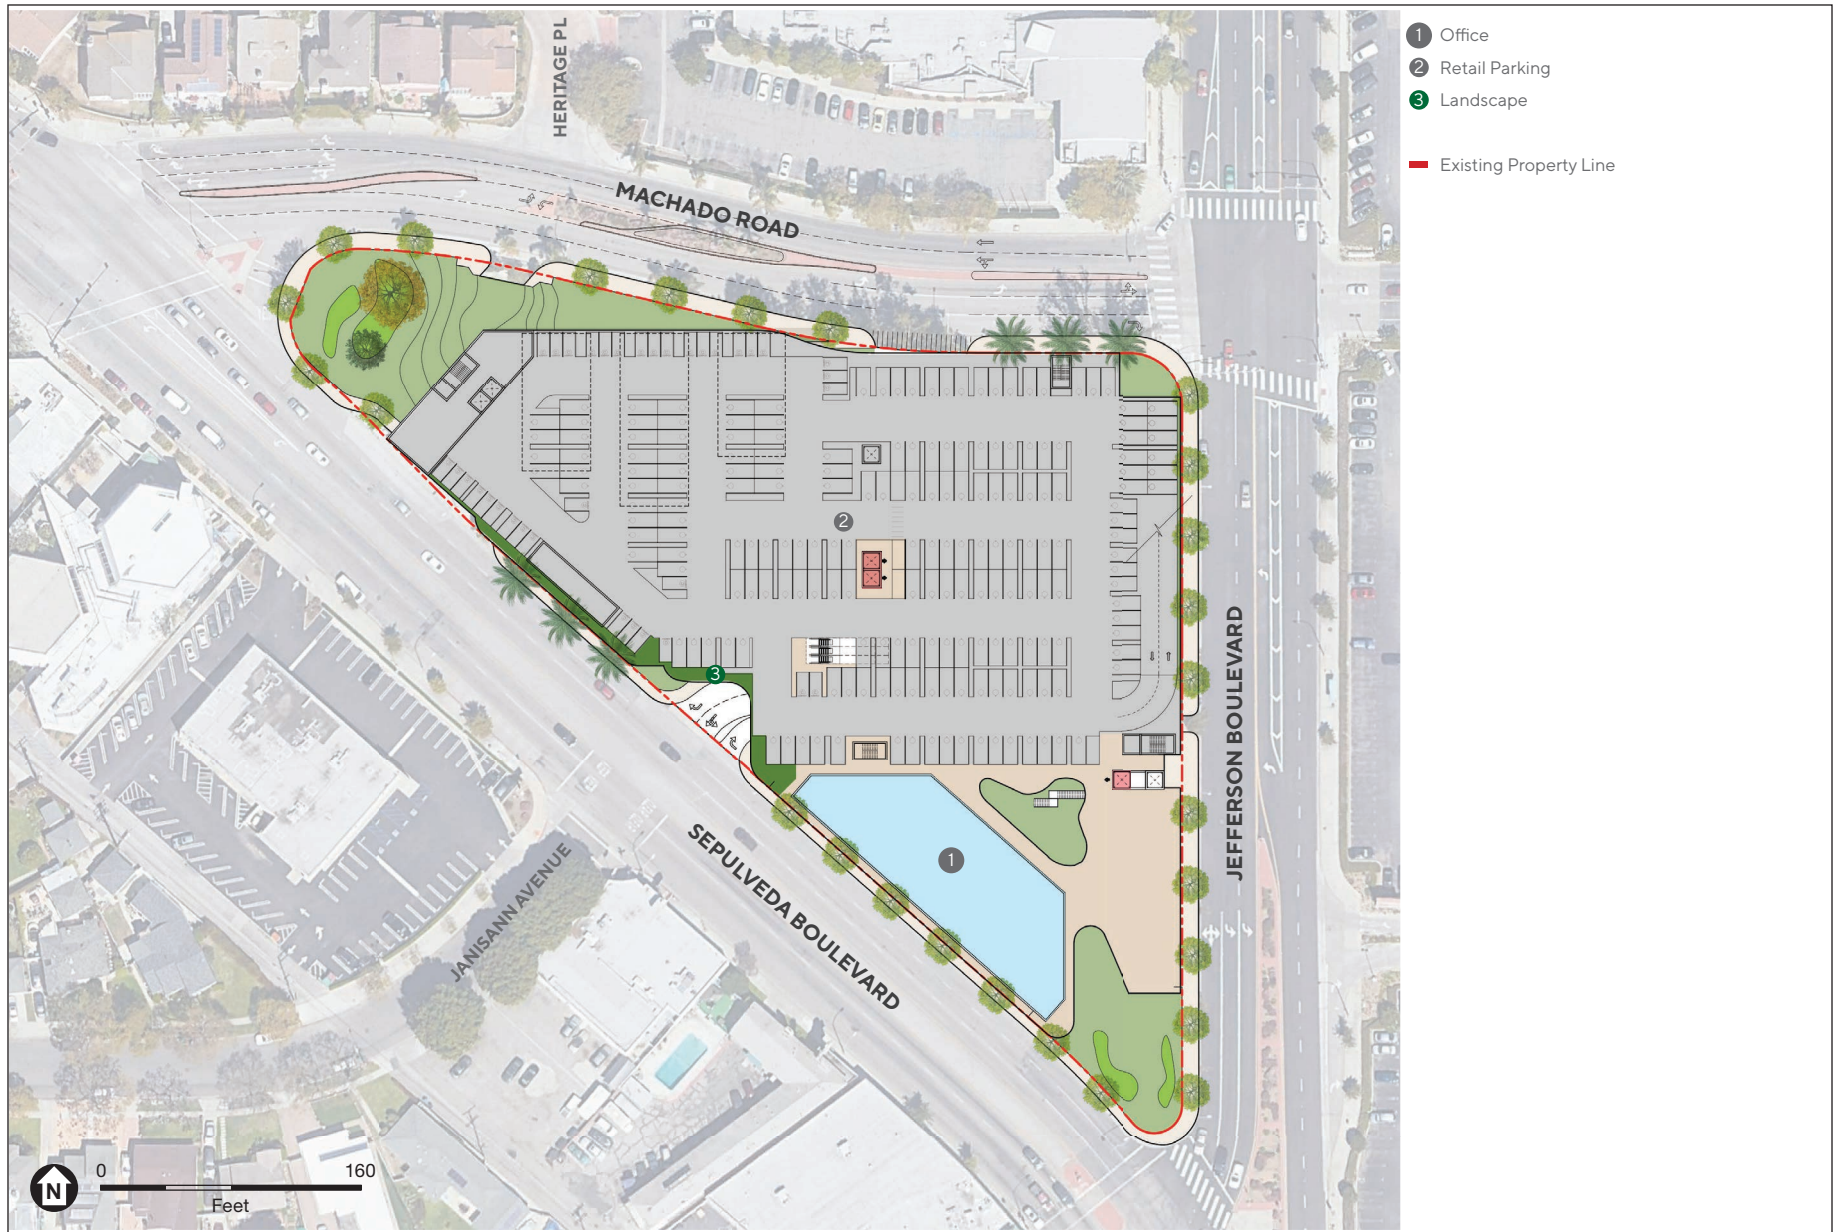 1 Office
2 Retail Parking
3 Landscape
Existing Property Line
HERITAGE PL
MACHADO ROAD
2
3
JEFFERSON BOULEVARD
1
SEPULVEDA BOULEVARD
JANISANN AVENUE
N
0 160
Feet